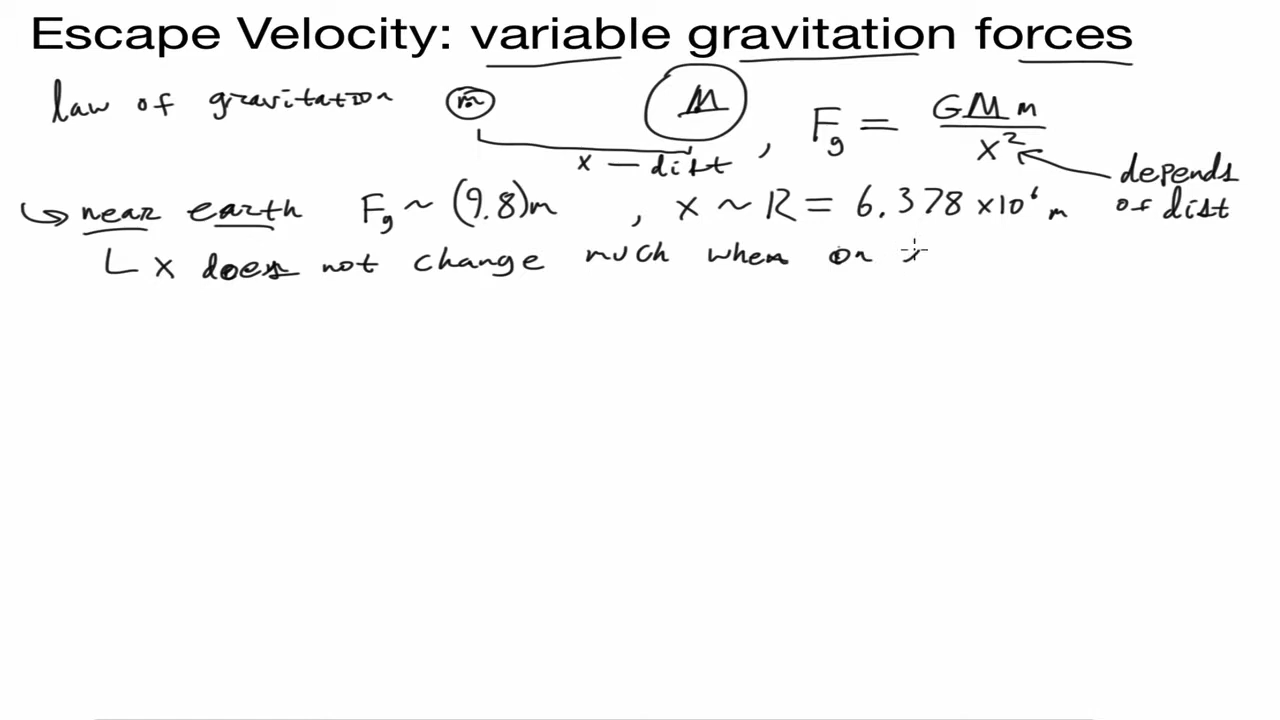 Escape Velocity: variable gravitation forces
law of gravitation m M , Fg = GMm / x²
x – dist
depends of dist
near earth Fg ~ (9.8)m , x ~ R = 6.378 x10⁶ m
x does not change much when on